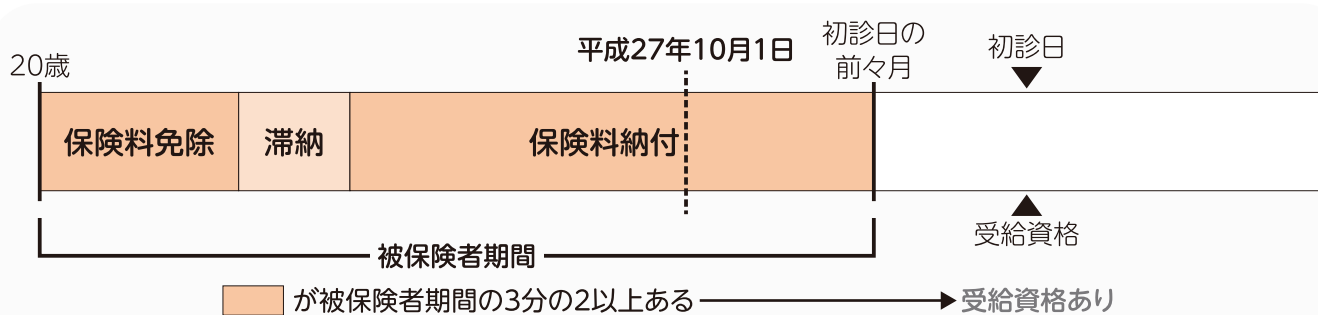 20歳
平成27年10月1日
初診日の
前々月
初診日
保険料免除
滞納
保険料納付
受給資格
被保険者期間
が被保険者期間の3分の2以上ある
受給資格あり